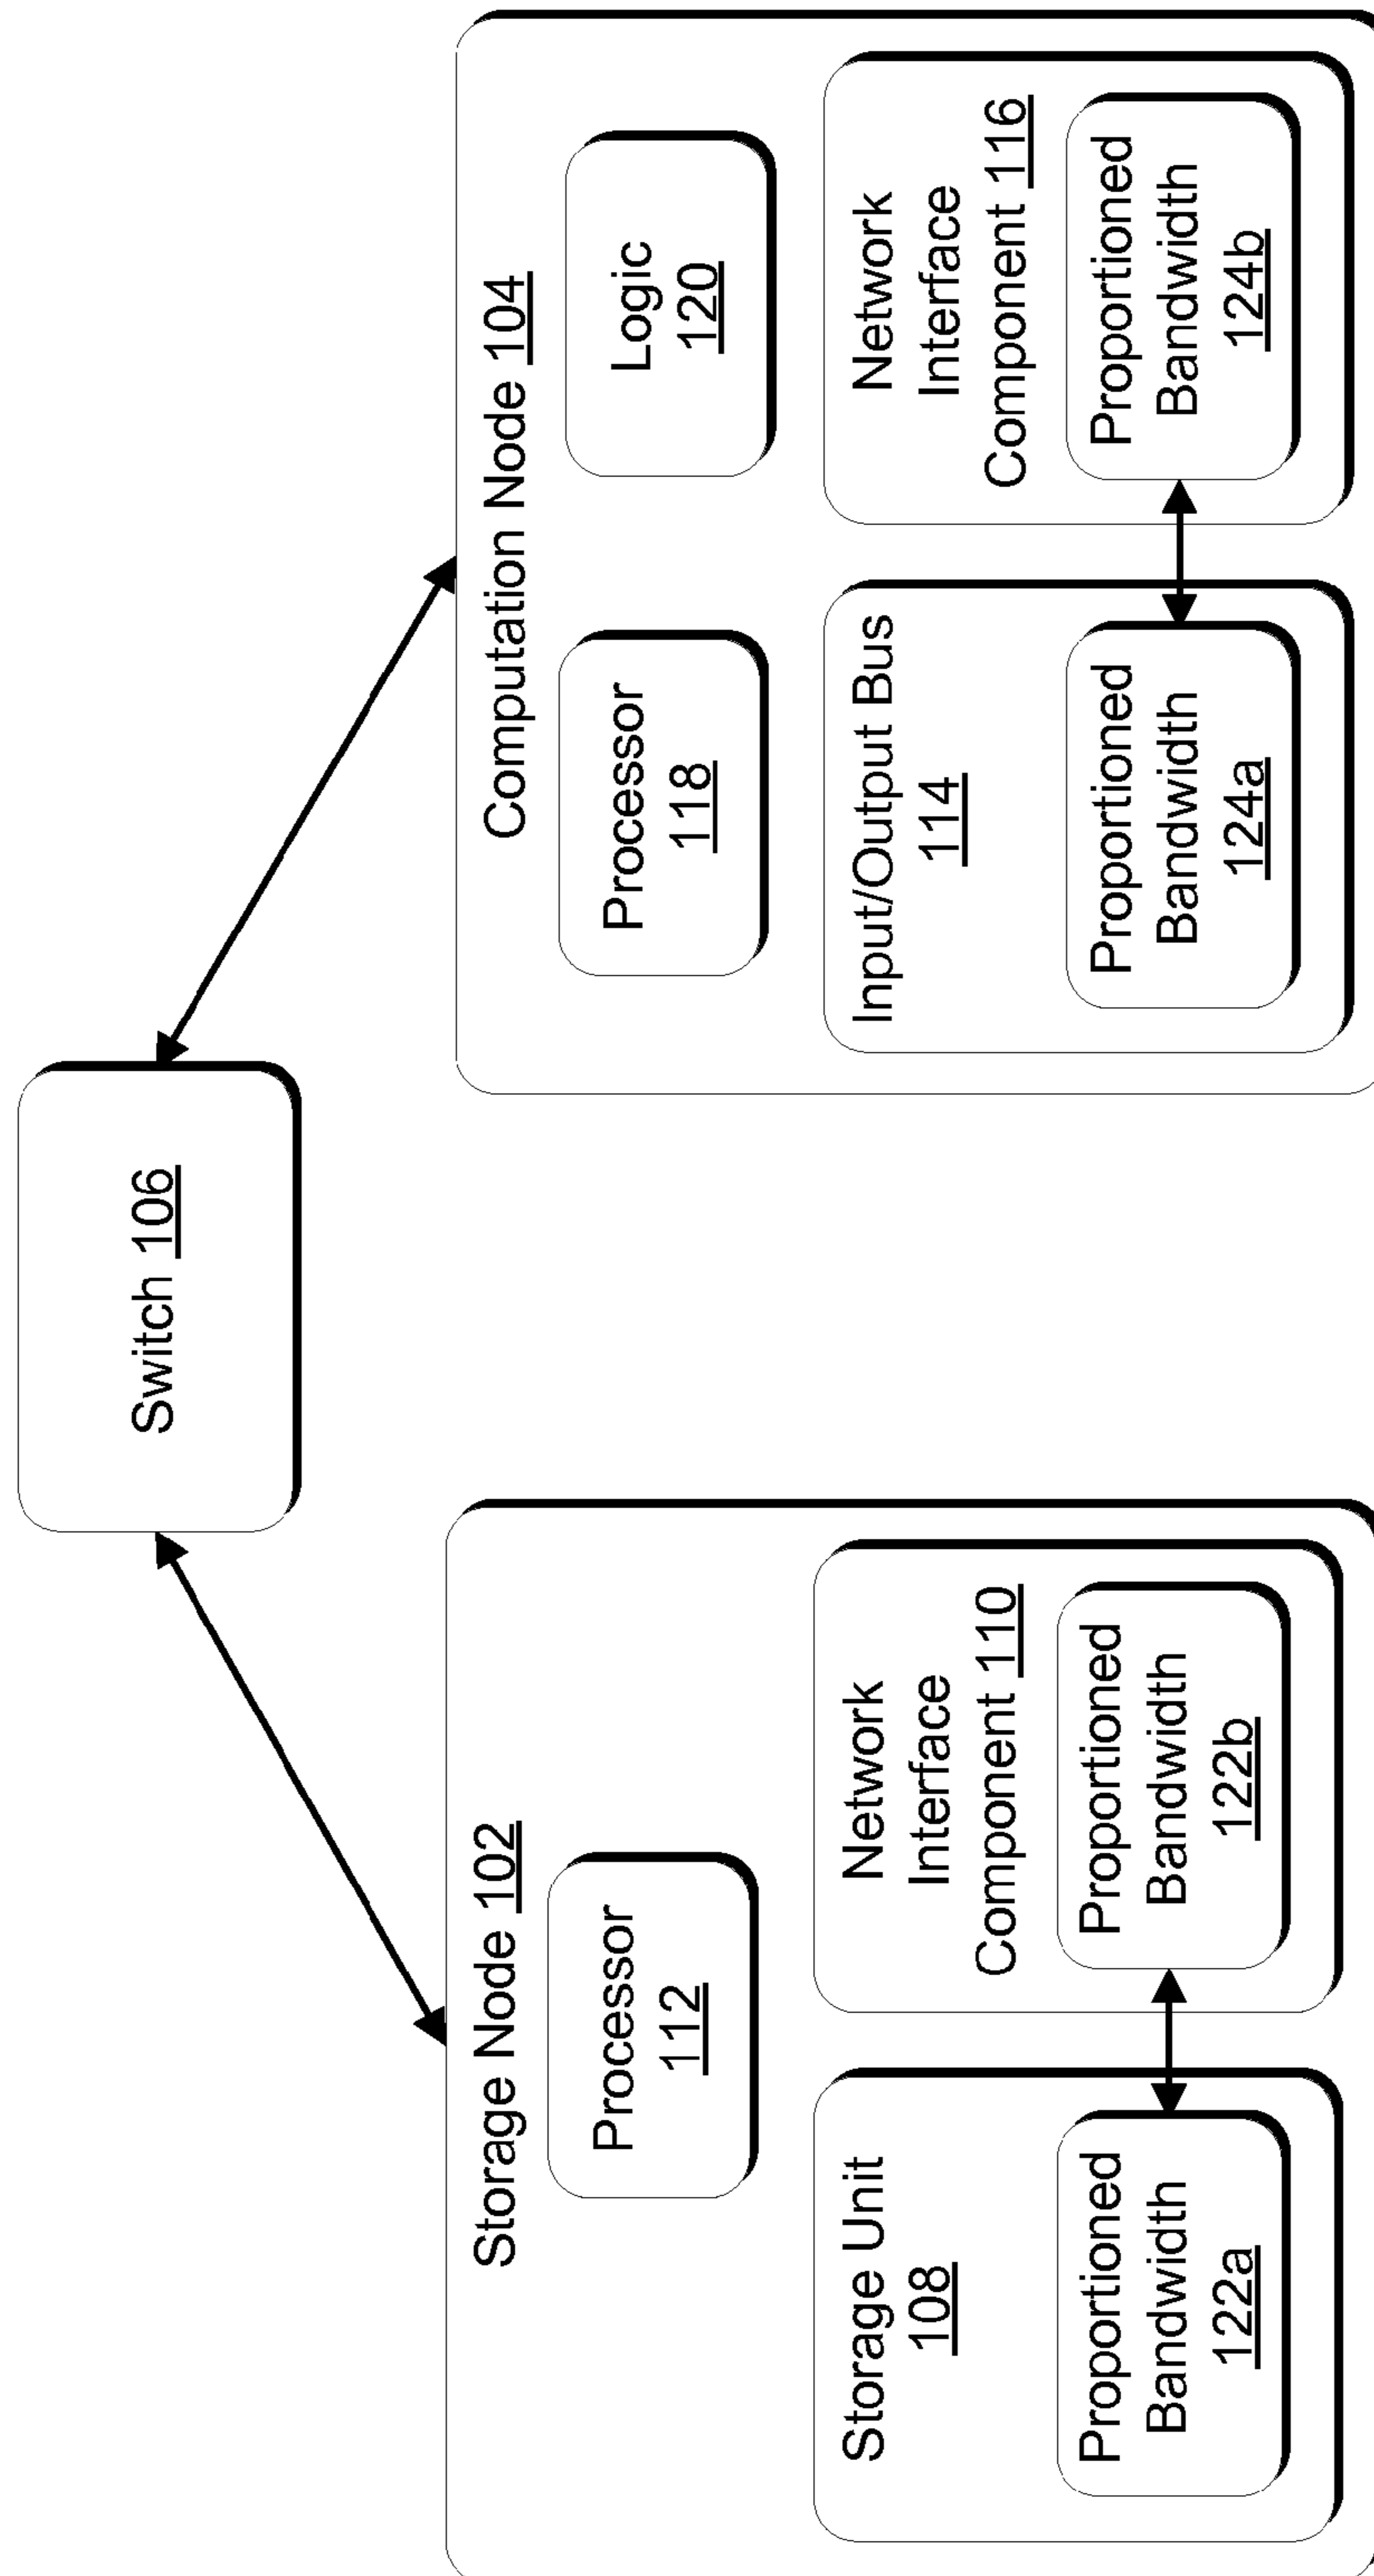 Switch 106
Storage Node 102
Processor
112
Storage Unit
108
Proportioned
Bandwidth
122a
Network
Interface
Component 110
Proportioned
Bandwidth
122b
Computation Node 104
Processor
118
Logic
120
Input/Output Bus
114
Proportioned
Bandwidth
124a
Network
Interface
Component 116
Proportioned
Bandwidth
124b